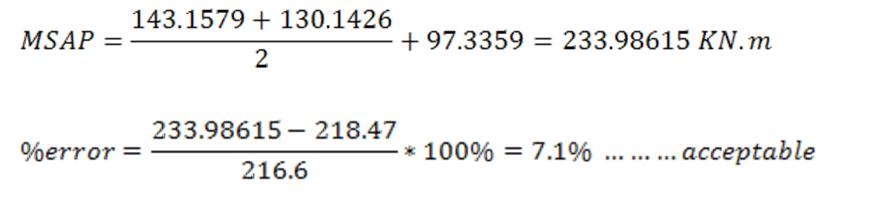 MSAP = (143.1579 + 130.1426)/2 + 97.3359 = 233.98615 KN.m
%error = (233.98615 − 218.47)/216.6 * 100% = 7.1% ... ... ... acceptable